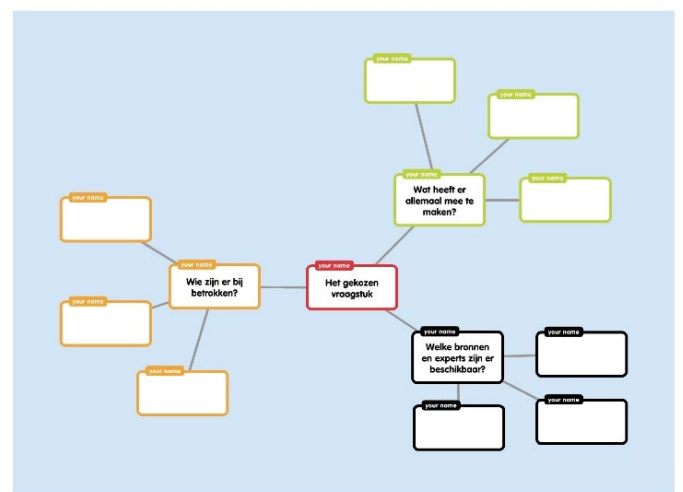 your name
your name
your name
Wat heeft er
allemaal mee te
maken?
your name
your name
your name
Wie zijn er bij
betrokken?
your name
Het gekozen
vraagstuk
your name
your name
your name
Welke bronnen
en experts zijn er
beschikbaar?
your name
your name
your name